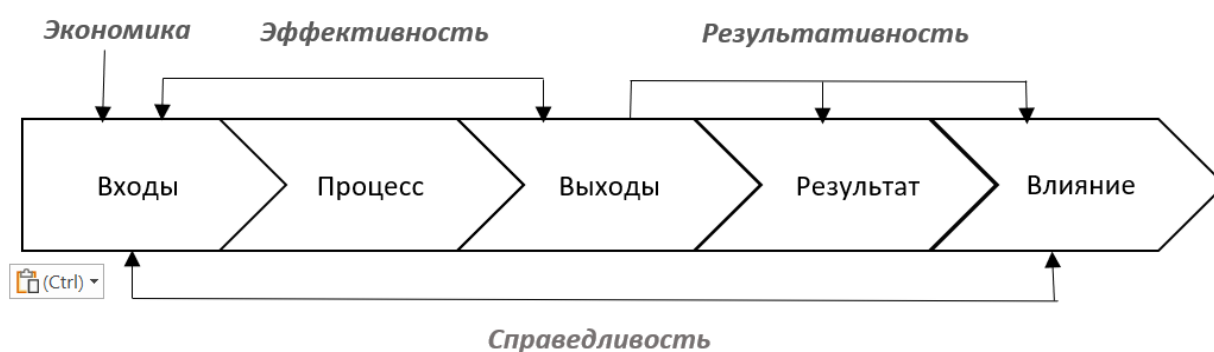 Экономика Эффективность Результативность
Входы Процесс Выходы Результат Влияние
(Ctrl)
Справедливость